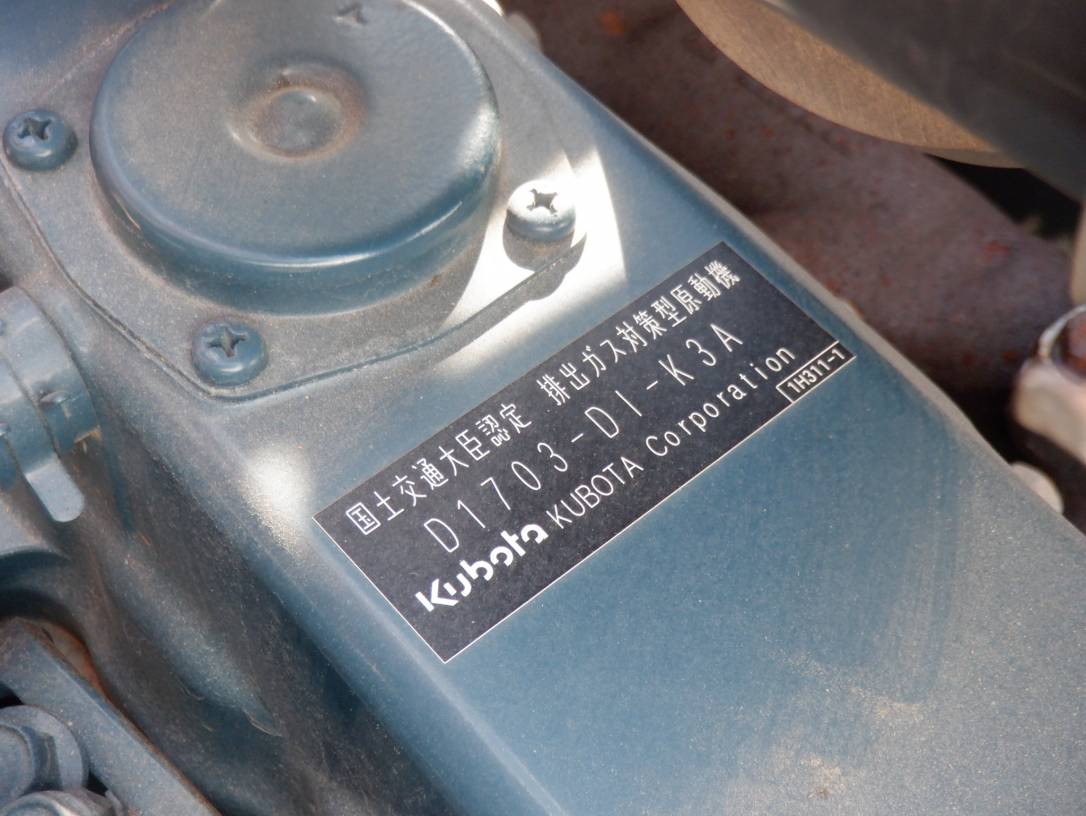 国土交通大臣認定 排出ガス対策型原動機
D1703-DI-K3A
Kubota KUBOTA Corporation
1H311-1